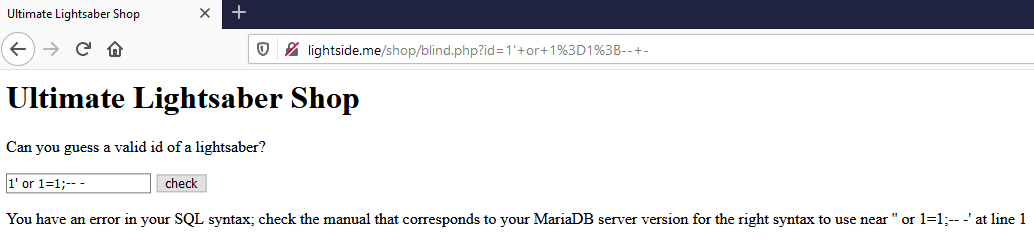 Ultimate Lightsaber Shop
lightside.me/shop/blind.php?id=1'+or+1%3D1%3B--+-
Ultimate Lightsaber Shop
Can you guess a valid id of a lightsaber?
1' or 1=1;-- - check
You have an error in your SQL syntax; check the manual that corresponds to your MariaDB server version for the right syntax to use near '' or 1=1;-- -' at line 1